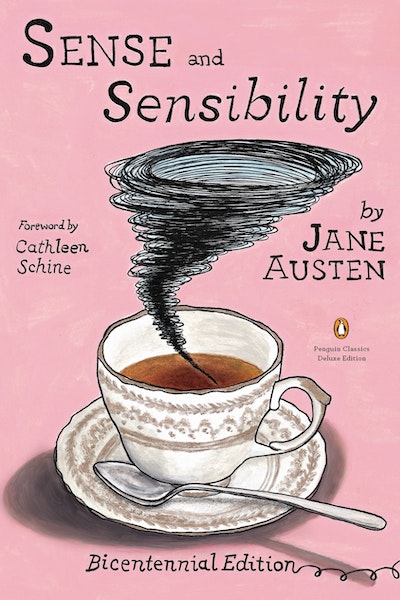 SENSE and
Sensibility
by
JANE
AUSTEN
Foreword by
Cathleen
Schine
Penguin Classics
Deluxe Edition
Bicentennial Edition